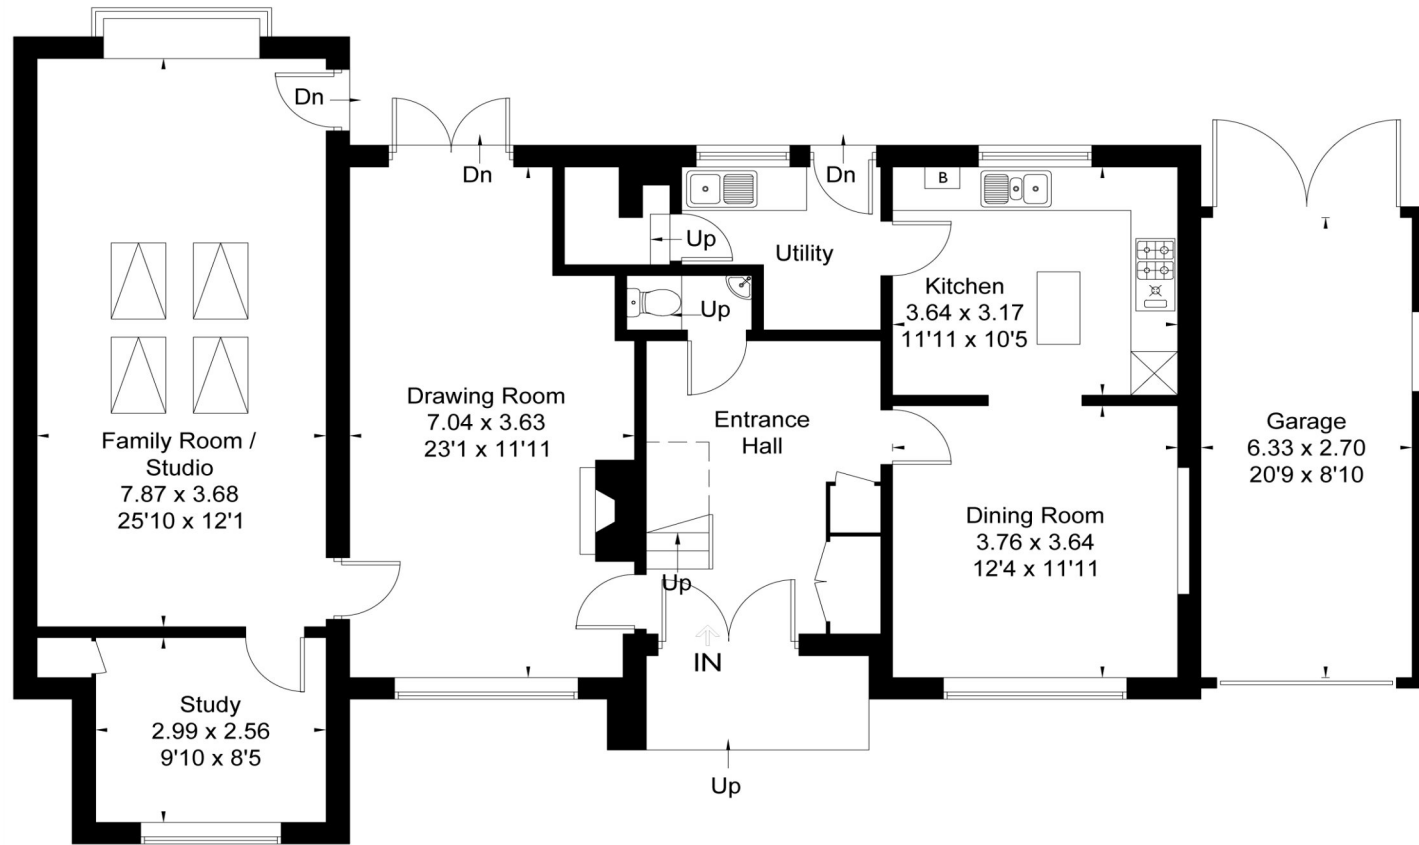 Dn
Dn
Dn
B
Up
Utility
Kitchen
3.64 x 3.17
11'11 x 10'5
Up
Drawing Room
7.04 x 3.63
23'1 x 11'11
Entrance
Hall
Garage
6.33 x 2.70
20'9 x 8'10
Family Room /
Studio
7.87 x 3.68
25'10 x 12'1
Dining Room
3.76 x 3.64
12'4 x 11'11
Up
IN
Study
2.99 x 2.56
9'10 x 8'5
Up